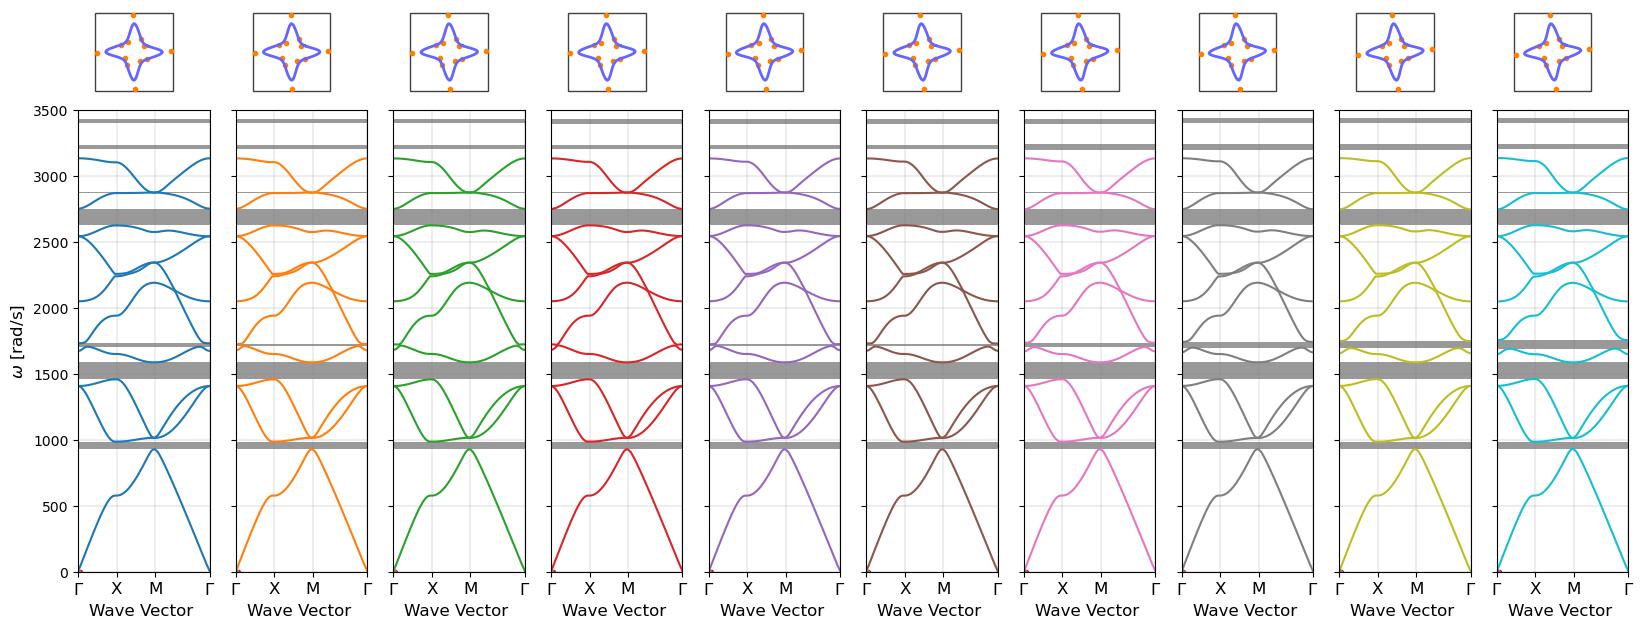 3500
3000
2500
2000
1500
1000
500
0
ω [rad/s]
Γ X M Γ Γ X M Γ Γ X M Γ Γ X M Γ Γ X M Γ Γ X M Γ Γ X M Γ Γ X M Γ Γ X M Γ Γ X M Γ
Wave Vector Wave Vector Wave Vector Wave Vector Wave Vector Wave Vector Wave Vector Wave Vector Wave Vector Wave Vector